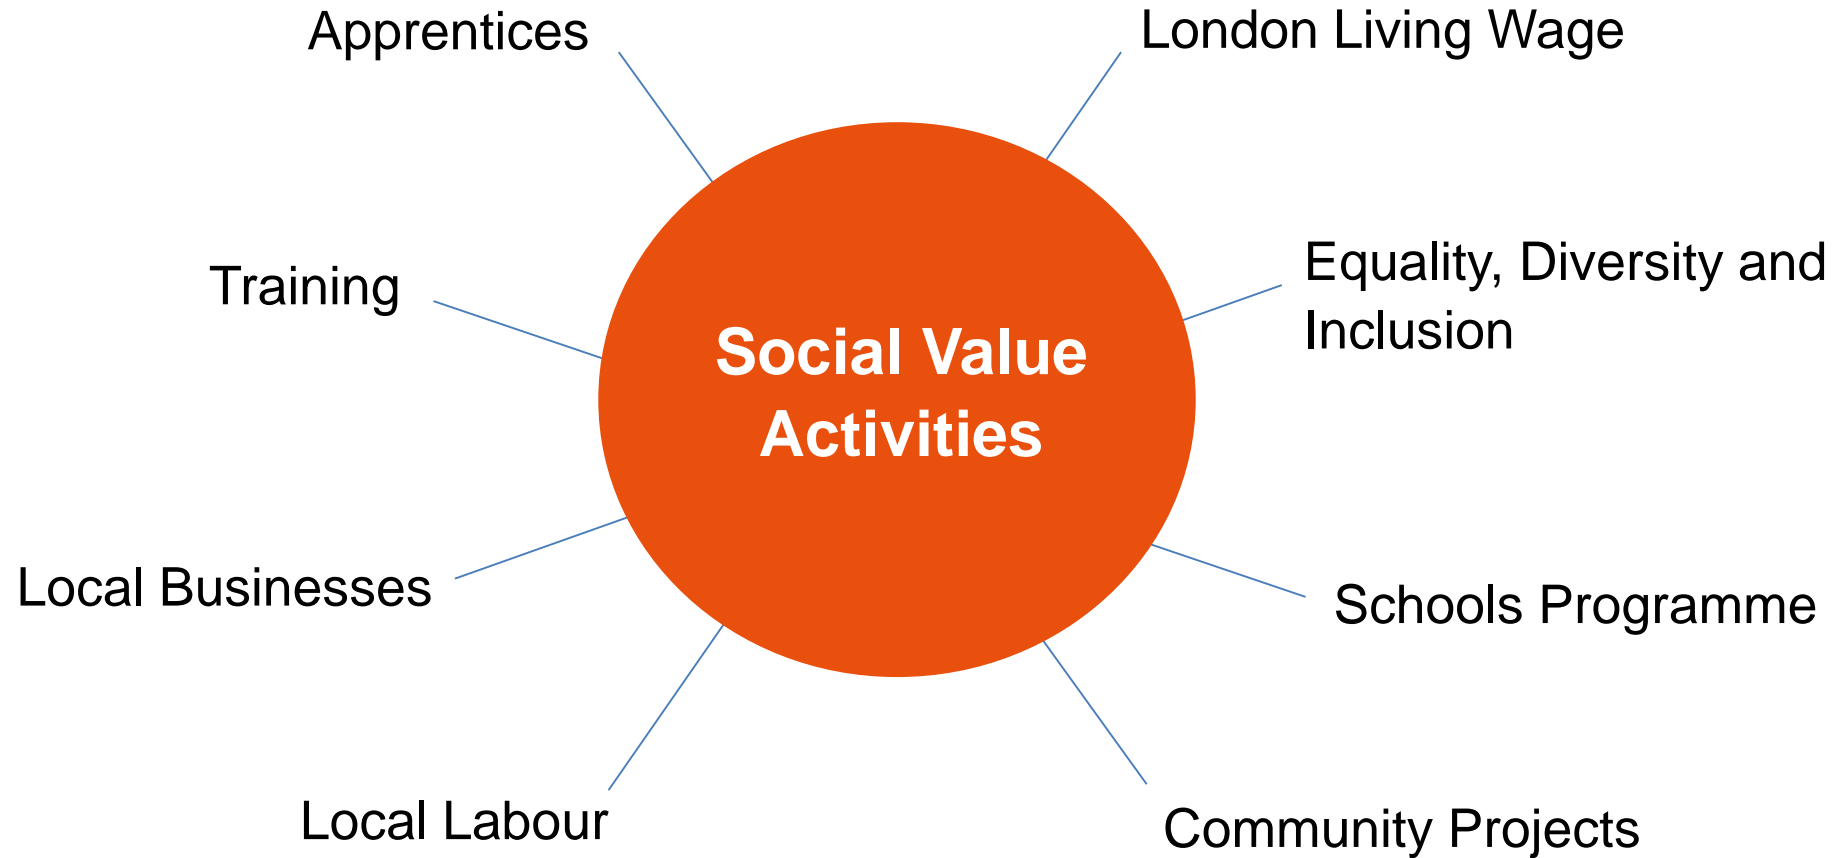 Apprentices
London Living Wage
Training
Equality, Diversity and
Inclusion
Social Value
Activities
Local Businesses
Schools Programme
Local Labour
Community Projects